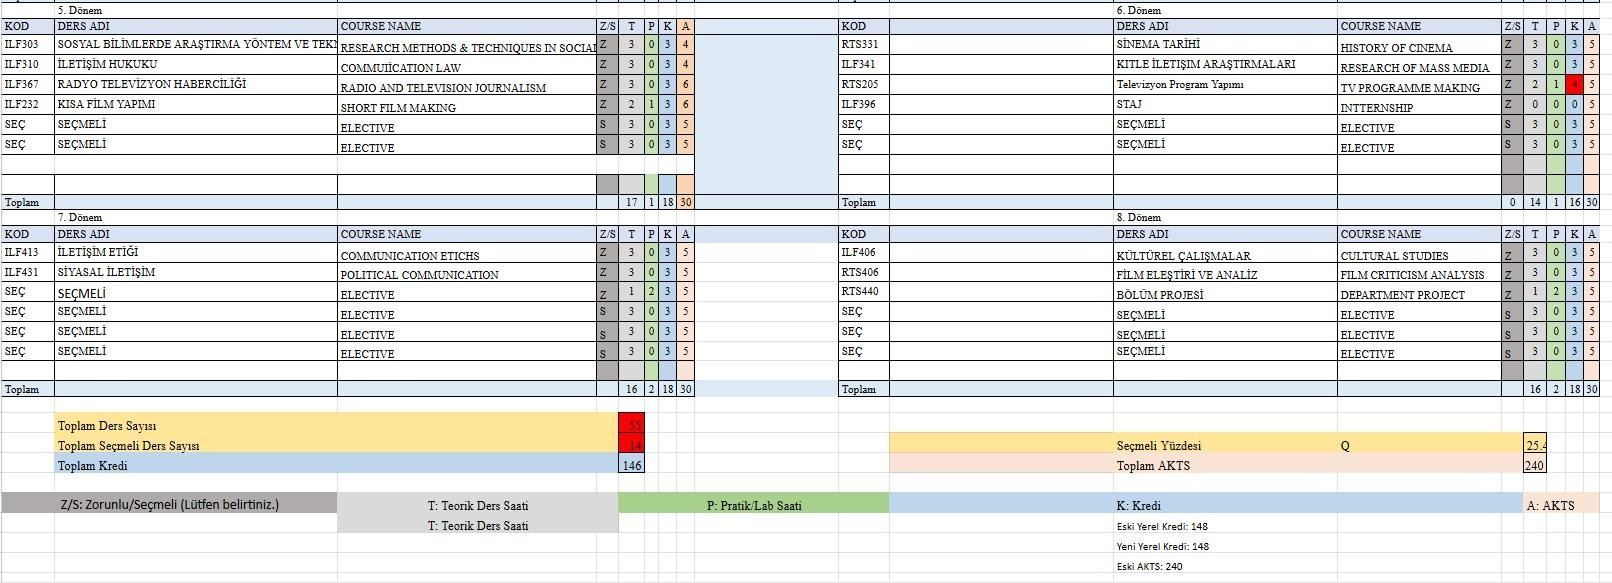 5. Dönem
6. Dönem
KOD DERS ADI COURSE NAME Z/S T P K A
KOD DERS ADI COURSE NAME Z/S T P K A
ILF303 SOSYAL BİLİMLERDE ARAŞTIRMA YÖNTEM VE TEKN RESEARCH METHODS & TECHNIQUES IN SOCIAL Z 3 0 3 4
RTS331 SİNEMA TARİHİ HISTORY OF CINEMA Z 3 0 3 5
ILF310 İLETİŞİM HUKUKU COMMUİİCATION LAW Z 3 0 3 4
ILF341 KITLE İLETIŞIM ARAŞTIRMALARI RESEARCH OF MASS MEDIA Z 3 0 3 5
ILF367 RADYO TELEVİZYON HABERCİLİĞİ RADIO AND TELEVISION JOURNALISM Z 3 0 3 6
RTS205 Televizyon Program Yapımı TV PROGRAMME MAKING Z 2 1 4 5
ILF232 KISA FİLM YAPIMI SHORT FILM MAKING Z 2 1 3 6
ILF396 STAJ INTTERNSHIP Z 0 0 0 5
SEÇ SEÇMELİ ELECTIVE S 3 0 3 5
SEÇ SEÇMELİ ELECTIVE S 3 0 3 5
SEÇ SEÇMELİ ELECTIVE S 3 0 3 5
SEÇ SEÇMELİ ELECTIVE S 3 0 3 5
Toplam 17 1 18 30
Toplam 0 14 1 16 30
7. Dönem
8. Dönem
KOD DERS ADI COURSE NAME Z/S T P K A
KOD DERS ADI COURSE NAME Z/S T P K A
ILF413 İLETİŞİM ETİĞİ COMMUNICATION ETICHS Z 3 0 3 5
ILF406 KÜLTÜREL ÇALIŞMALAR CULTURAL STUDIES Z 3 0 3 5
ILF431 SİYASAL İLETİŞİM POLITICAL COMMUNICATION Z 3 0 3 5
RTS406 FİLM ELEŞTİRİ VE ANALİZ FILM CRITICISM ANALYSIS Z 3 0 3 5
SEÇ SEÇMELİ ELECTIVE Z 1 2 3 5
RTS440 BÖLÜM PROJESİ DEPARTMENT PROJECT Z 1 2 3 5
SEÇ SEÇMELİ ELECTIVE S 3 0 3 5
SEÇ SEÇMELİ ELECTIVE S 3 0 3 5
SEÇ SEÇMELİ ELECTIVE S 3 0 3 5
SEÇ SEÇMELİ ELECTIVE S 3 0 3 5
SEÇ SEÇMELİ ELECTIVE S 3 0 3 5
SEÇ SEÇMELİ ELECTIVE S 3 0 3 5
Toplam 16 2 18 30
Toplam 16 2 18 30
Toplam Ders Sayısı 55
Toplam Seçmeli Ders Sayısı 14
Seçmeli Yüzdesi Q 25.4
Toplam Kredi 146
Toplam AKTS 240
Z/S: Zorunlu/Seçmeli (Lütfen belirtiniz.) T: Teorik Ders Saati P: Pratik/Lab Saati K: Kredi A: AKTS
T: Teorik Ders Saati
Eski Yerel Kredi: 148
Yeni Yerel Kredi: 148
Eski AKTS: 240